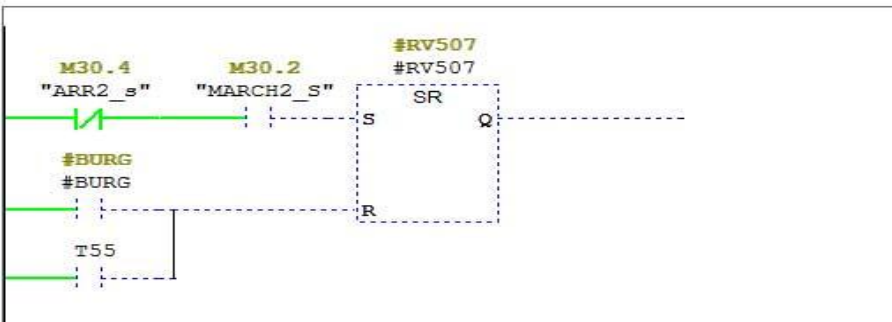 #RV507
M30.4 M30.2 #RV507
"ARR2_s" "MARCH2_S" SR
S Q
#BURG
#BURG
R
T55